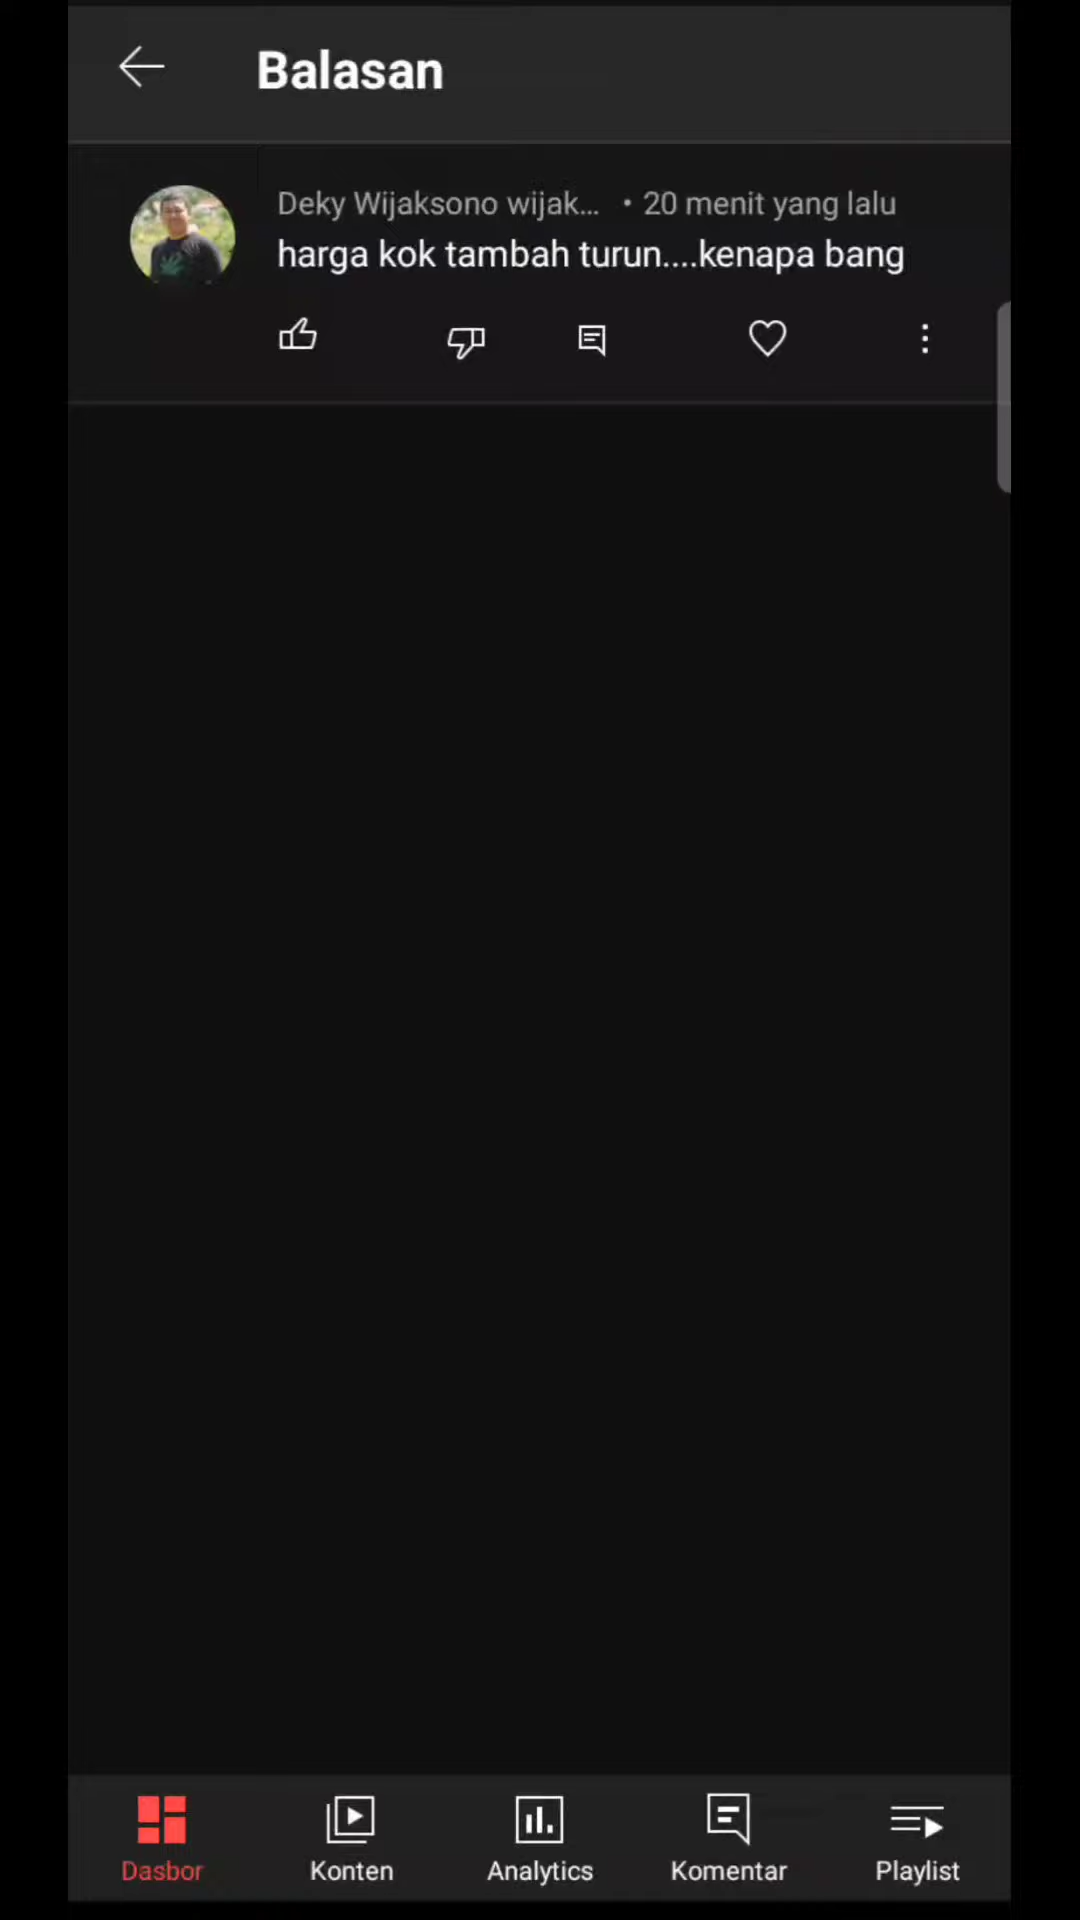 Balasan
Deky Wijaksono wijak... • 20 menit yang lalu
harga kok tambah turun....kenapa bang
Dasbor Konten Analytics Komentar Playlist